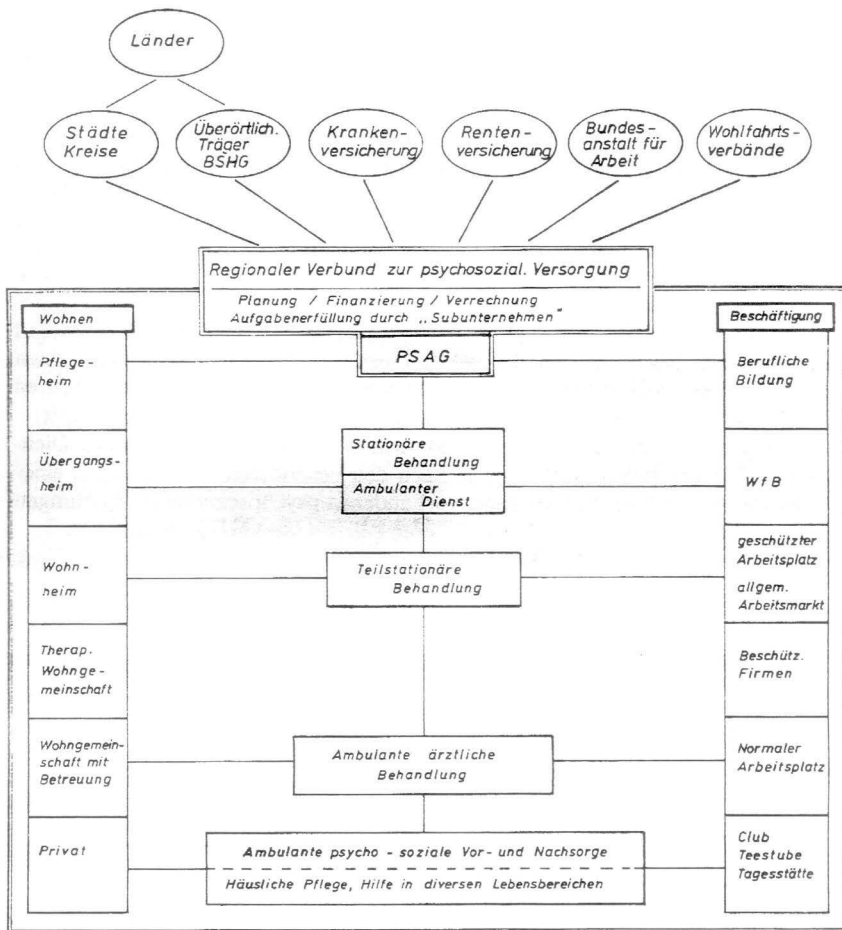 Länder
Städte
Kreise
Überörtlich.
Träger
BSHG
Kranken-
versicherung
Renten-
versicherung
Bundes-
anstalt für
Arbeit
Wohlfahrts-
verbände
Regionaler Verbund zur psychosozial. Versorgung
Planung / Finanzierung / Verrechnung
Aufgabenerfüllung durch „Subunternehmen"
PSAG
Wohnen
Pflege-
heim
Übergangs-
heim
Wohn-
heim
Therap.
Wohnge-
meinschaft
Wohngemein-
schaft mit
Betreuung
Privat
Stationäre
Behandlung
Ambulanter
Dienst
Teilstationäre
Behandlung
Ambulante ärztliche
Behandlung
Ambulante psycho - soziale Vor- und Nachsorge
Häusliche Pflege, Hilfe in diversen Lebensbereichen
Beschäftigung
Berufliche
Bildung
WfB
geschützter
Arbeitsplatz
allgem.
Arbeitsmarkt
Beschütz.
Firmen
Normaler
Arbeitsplatz
Club
Teestube
Tagesstätte